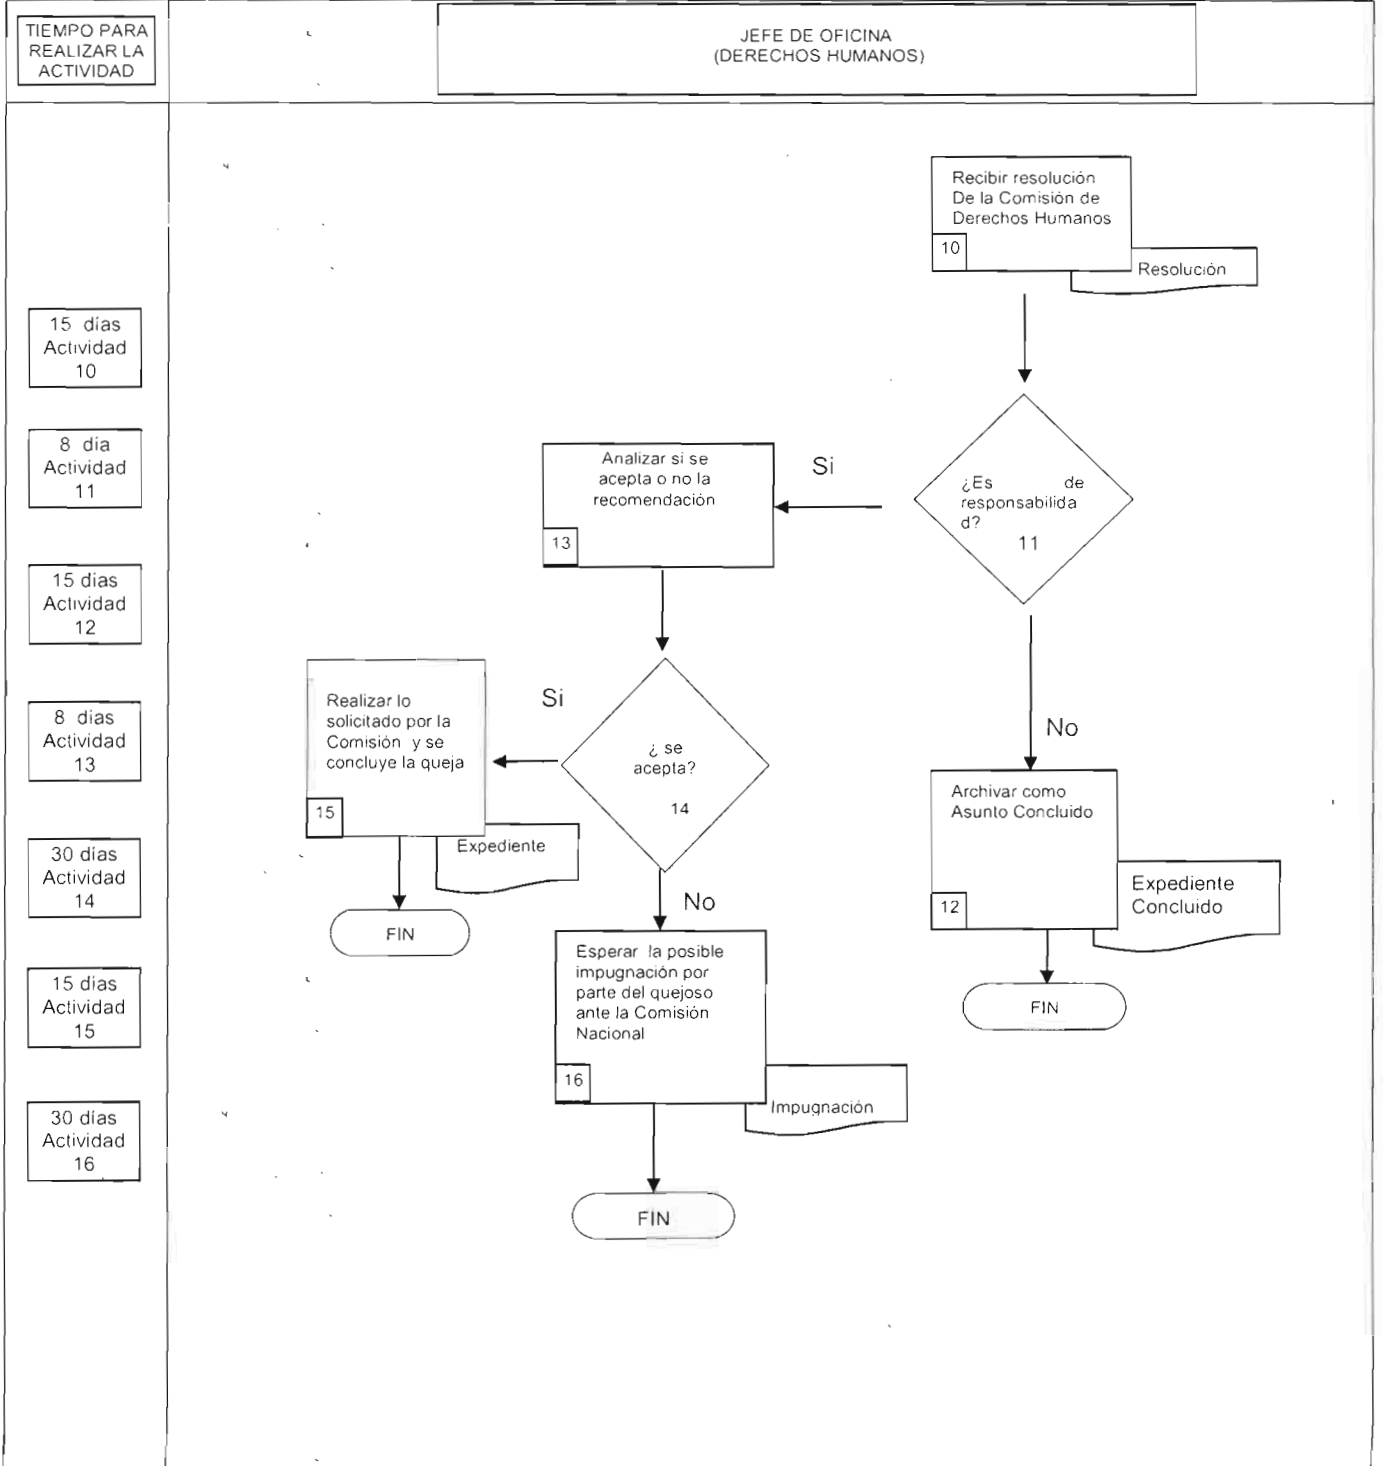 TIEMPO PARA
REALIZAR LA
ACTIVIDAD
JEFE DE OFICINA
(DERECHOS HUMANOS)
15 días
Actividad
10
8 dia
Actividad
11
15 dias
Actividad
12
8 dias
Actividad
13
30 días
Actividad
14
15 dias
Actividad
15
30 días
Actividad
16
Recibir resolución
De la Comisión de
Derechos Humanos
10
Resolución
¿Es de
responsabilida
d?
11
Si
Analizar si se
acepta o no la
recomendación
13
No
Archivar como
Asunto Concluido
12
Expediente
Concluido
FIN
¿ se
acepta?
14
Si
Realizar lo
solicitado por la
Comisión y se
concluye la queja
15
Expediente
FIN
No
Esperar la posible
impugnación por
parte del quejoso
ante la Comisión
Nacional
16
Impugnación
FIN